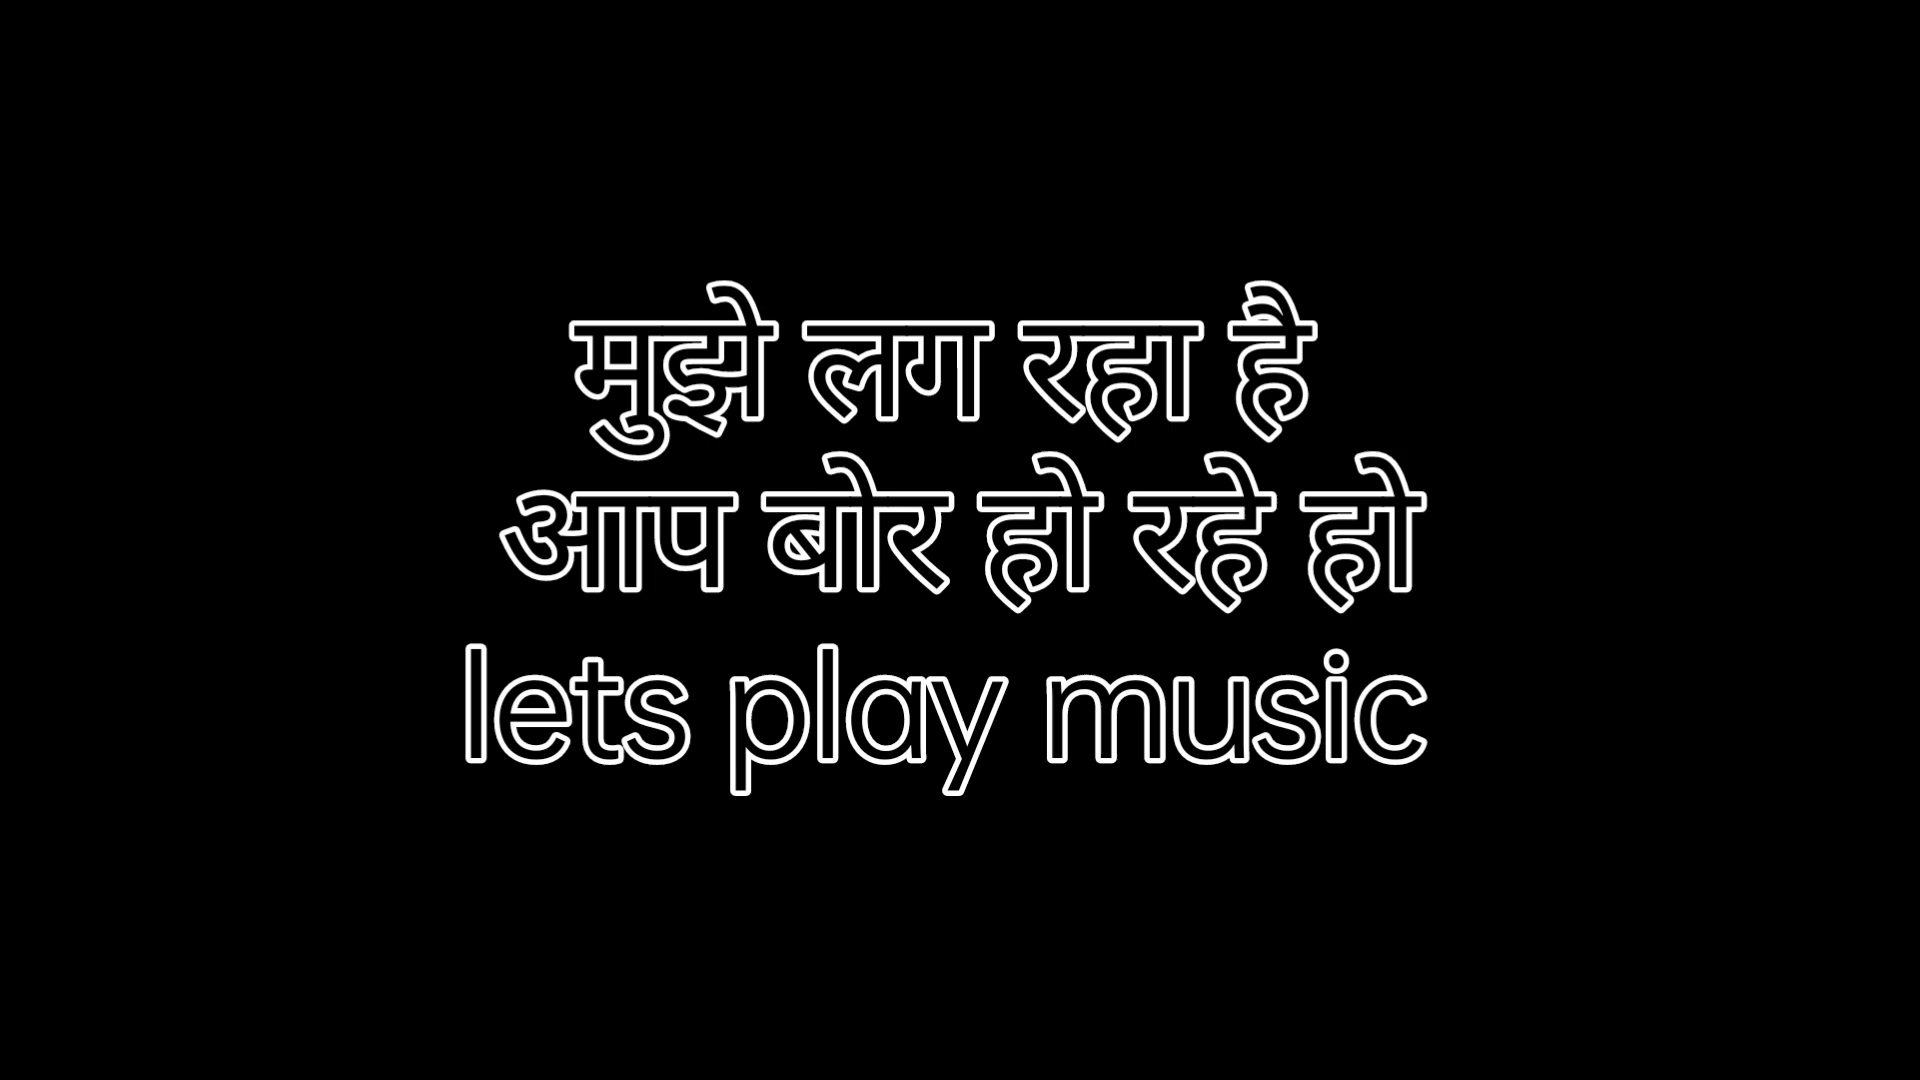 मुझे लग रहा है
आप बोर हो रहे हो
lets play music